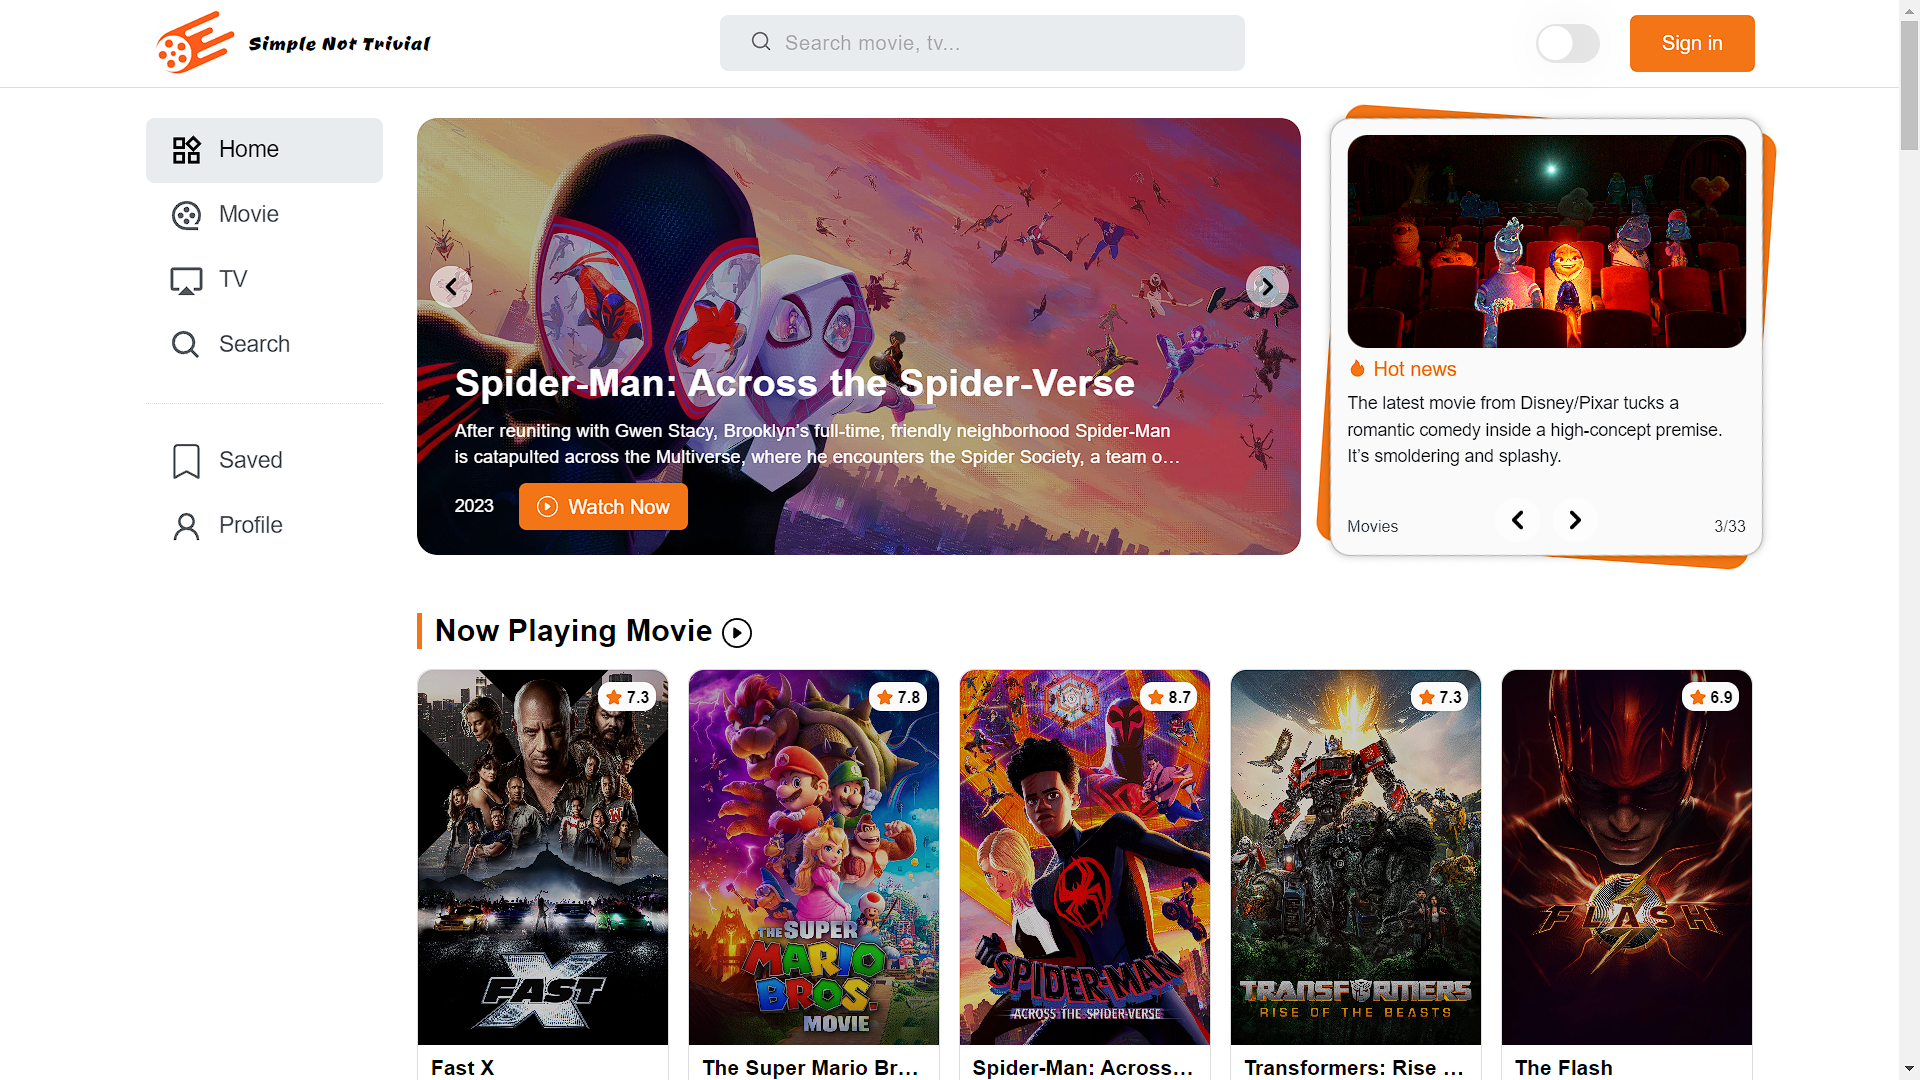 Simple Not Trivial
Search movie, tv...
Sign in
Home
Movie
TV
Search
Saved
Profile
Spider-Man: Across the Spider-Verse
After reuniting with Gwen Stacy, Brooklyn's full-time, friendly neighborhood Spider-Man
is catapulted across the Multiverse, where he encounters the Spider Society, a team o...
2023
Watch Now
Hot news
The latest movie from Disney/Pixar tucks a
romantic comedy inside a high-concept premise.
It's smoldering and splashy.
Movies
3/33
Now Playing Movie
7.3
FAST X
Fast X
7.8
THE SUPER
MARIO
BROS.
MOVIE
The Super Mario Br...
8.7
THE SPIDER-MAN
ACROSS THE SPIDER-VERSE
Spider-Man: Across...
7.3
TRANSFORMERS
RISE OF THE BEASTS
Transformers: Rise ...
6.9
FLASH
The Flash